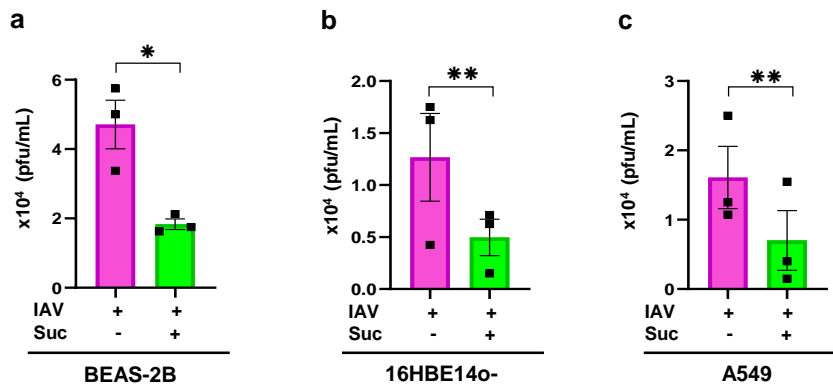 a
x10⁴ (pfu/mL)
6
4
2
0
*
IAV + +
Suc - +
BEAS-2B
b
x10⁴ (pfu/mL)
2.0
1.5
1.0
0.5
0.0
**
IAV + +
Suc - +
16HBE14o-
c
x10⁴ (pfu/mL)
3
2
1
0
**
IAV + +
Suc - +
A549